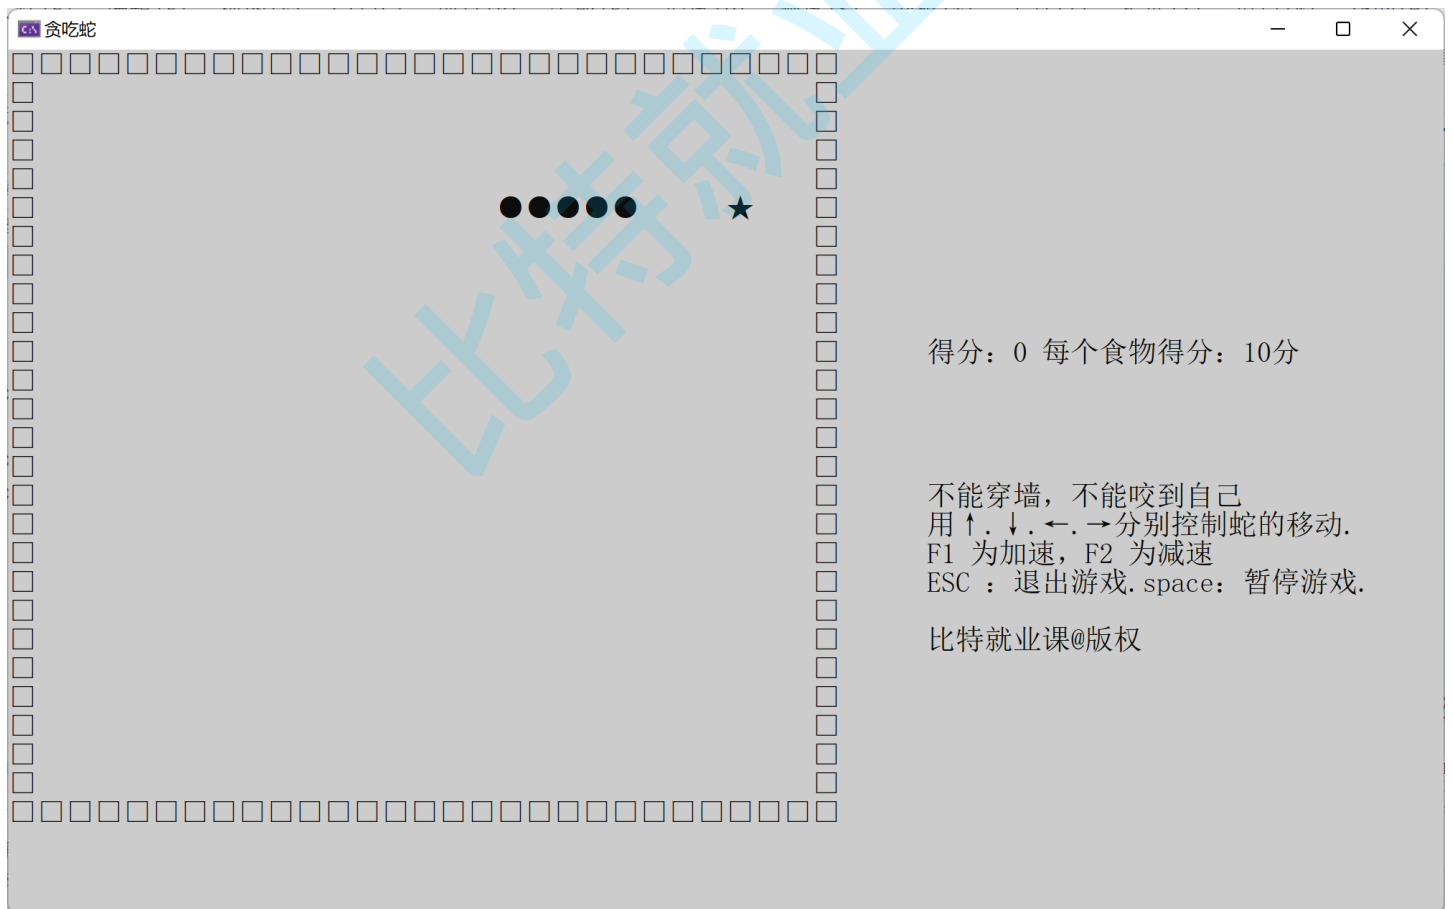 贪吃蛇
得分：0 每个食物得分：10分
不能穿墙，不能咬到自己
用↑.↓.←.→分别控制蛇的移动.
F1 为加速，F2 为减速
ESC ：退出游戏.space：暂停游戏.
比特就业课@版权
比特就业